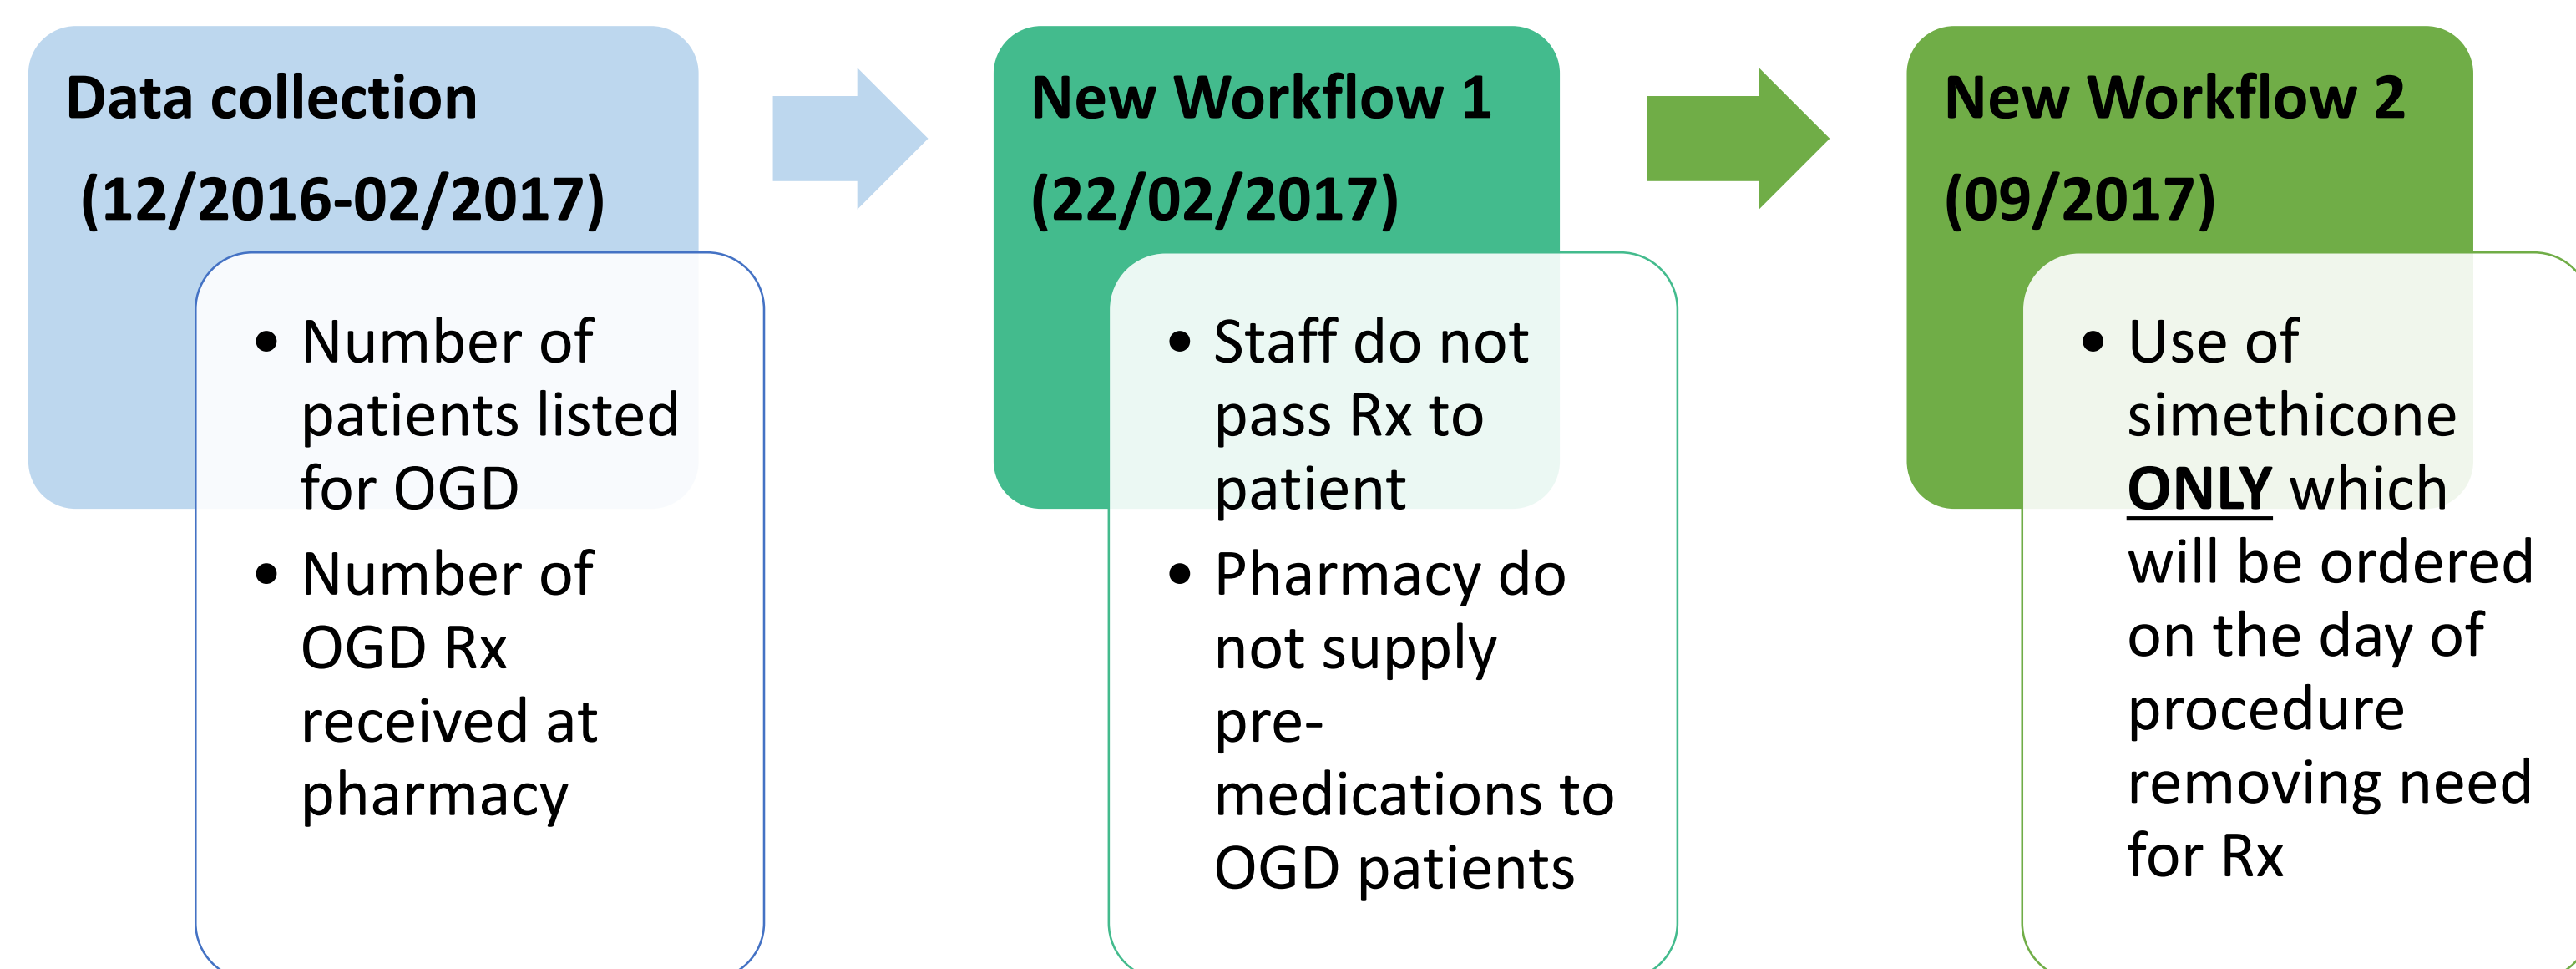 Data collection
(12/2016-02/2017)
• Number of
patients listed
for OGD
• Number of
OGD Rx
received at
pharmacy
New Workflow 1
(22/02/2017)
• Staff do not
pass Rx to
patient
• Pharmacy do
not supply
pre-
medications to
OGD patients
New Workflow 2
(09/2017)
• Use of
simethicone
ONLY which
will be ordered
on the day of
procedure
removing need
for Rx